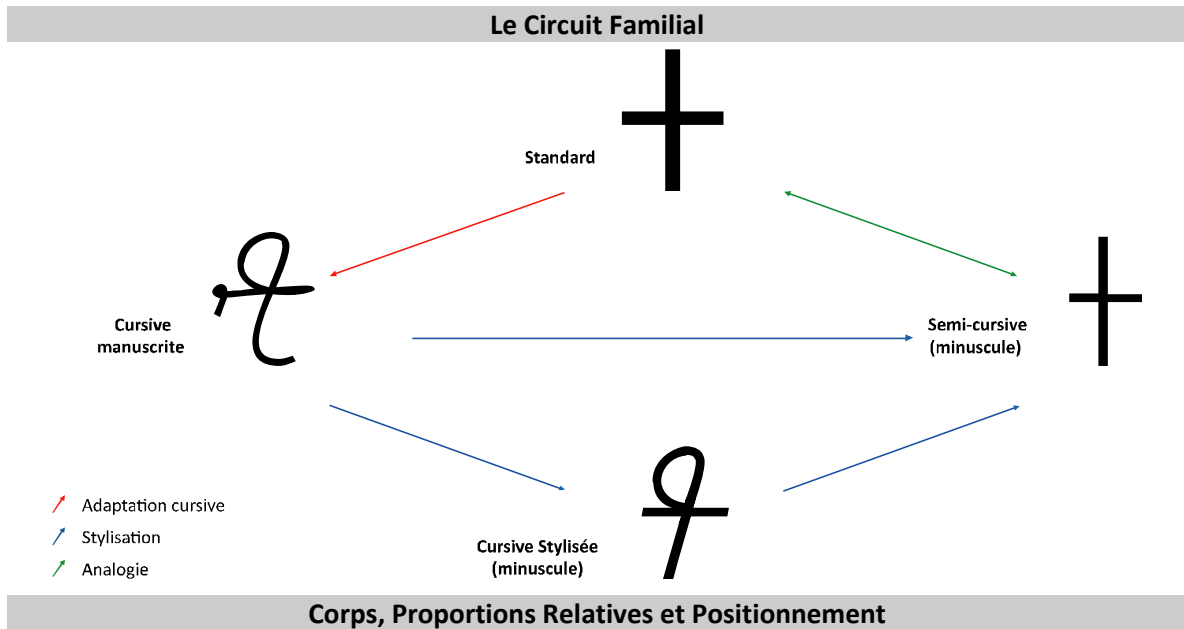 Le Circuit Familial
Standard
Cursive
manuscrite
Semi-cursive
(minuscule)
Adaptation cursive
Stylisation
Analogie
Cursive Stylisée
(minuscule)
Corps, Proportions Relatives et Positionnement